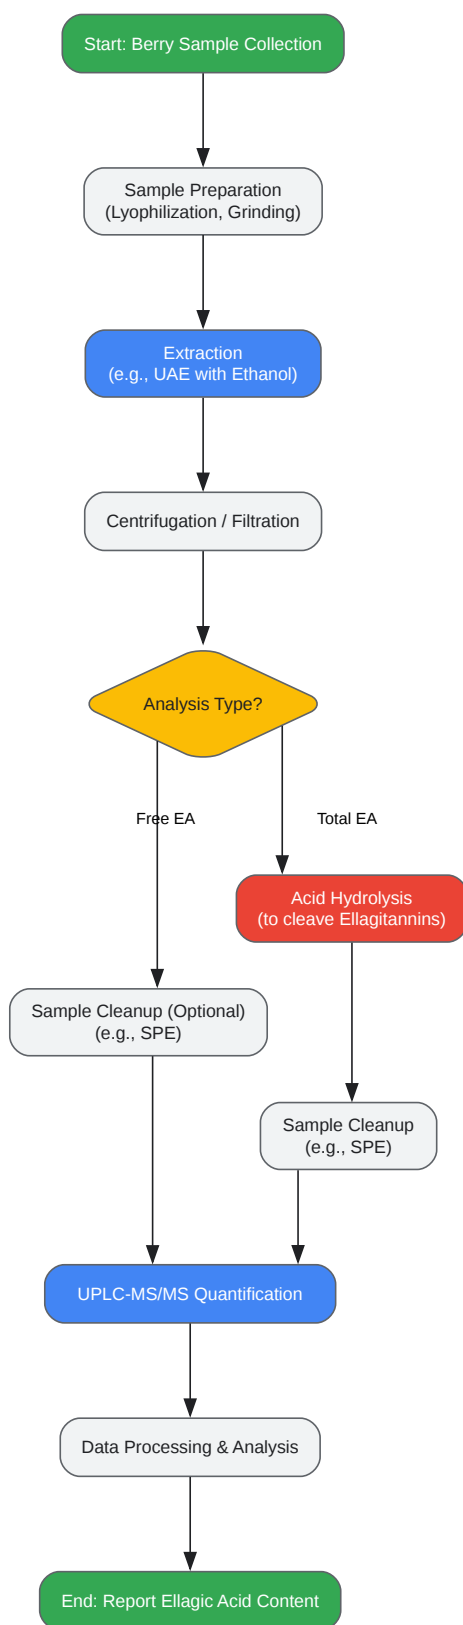 Start: Berry Sample Collection
Sample Preparation
(Lyophilization, Grinding)
Extraction
(e.g., UAE with Ethanol)
Centrifugation / Filtration
Analysis Type?
Free EA
Total EA
Acid Hydrolysis
(to cleave Ellagitannins)
Sample Cleanup (Optional)
(e.g., SPE)
Sample Cleanup
(e.g., SPE)
UPLC-MS/MS Quantification
Data Processing & Analysis
End: Report Ellagic Acid Content